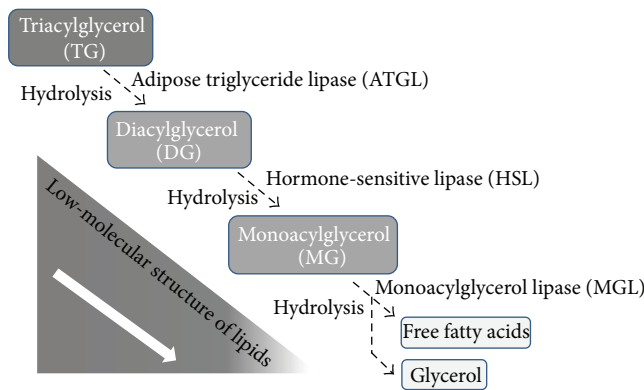 Triacylglycerol
(TG)
Adipose triglyceride lipase (ATGL)
Hydrolysis
Diacylglycerol
(DG)
Hormone-sensitive lipase (HSL)
Hydrolysis
Low-molecular structure of lipids
Monoacylglycerol
(MG)
Monoacylglycerol lipase (MGL)
Hydrolysis
Free fatty acids
Glycerol